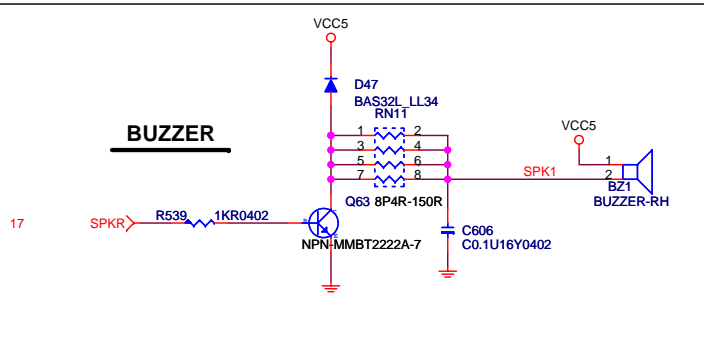 VCC5
D47
BAS32L_LL34
RN11
BUZZER
1 2
3 4
5 6
7 8
VCC5
SPK1
1
2
BZ1
BUZZER-RH
Q63 8P4R-150R
17 SPKR R539 1KR0402
NPN-MMBT2222A-7
C606
C0.1U16Y0402